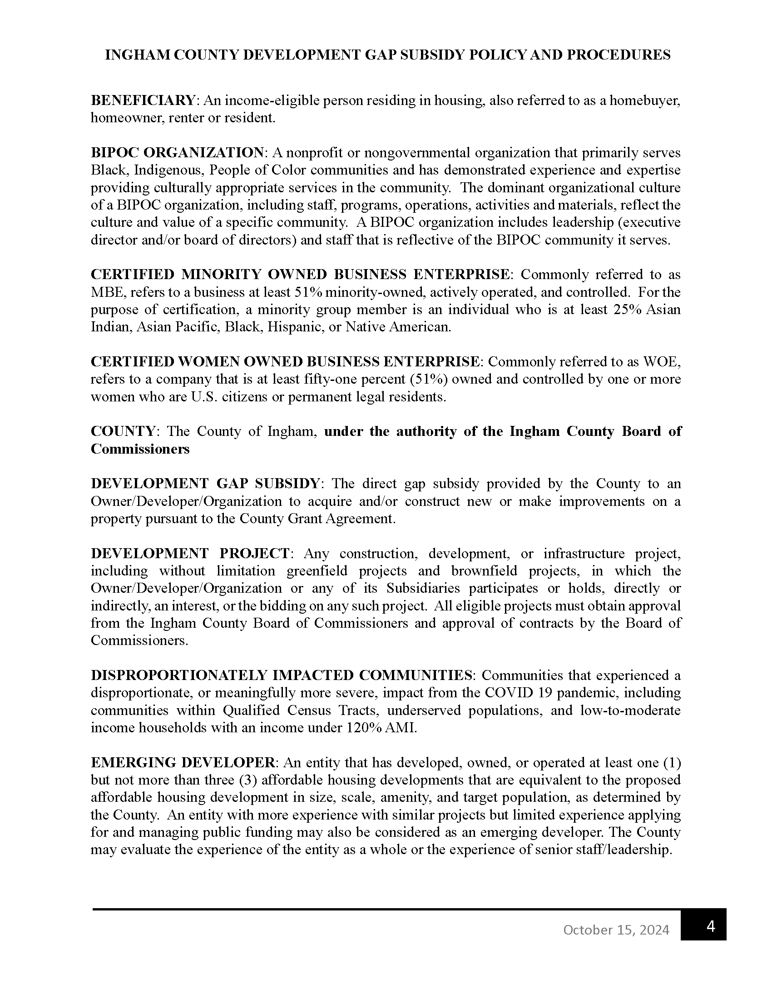 INGHAM COUNTY DEVELOPMENT GAP SUBSIDY POLICY AND PROCEDURES
BENEFICIARY: An income-eligible person residing in housing, also referred to as a homebuyer,
homeowner, renter or resident.
BIPOC ORGANIZATION: A nonprofit or nongovernmental organization that primarily serves
Black, Indigenous, People of Color communities and has demonstrated experience and expertise
providing culturally appropriate services in the community.  The dominant organizational culture
of a BIPOC organization, including staff, programs, operations, activities and materials, reflect the
culture and value of a specific community.  A BIPOC organization includes leadership (executive
director and/or board of directors) and staff that is reflective of the BIPOC community it serves.
CERTIFIED MINORITY OWNED BUSINESS ENTERPRISE: Commonly referred to as
MBE, refers to a business at least 51% minority-owned, actively operated, and controlled.  For the
purpose of certification, a minority group member is an individual who is at least 25% Asian
Indian, Asian Pacific, Black, Hispanic, or Native American.
CERTIFIED WOMEN OWNED BUSINESS ENTERPRISE: Commonly referred to as WOE,
refers to a company that is at least fifty-one percent (51%) owned and controlled by one or more
women who are U.S. citizens or permanent legal residents.
COUNTY: The County of Ingham, under the authority of the Ingham County Board of
Commissioners
DEVELOPMENT GAP SUBSIDY: The direct gap subsidy provided by the County to an
Owner/Developer/Organization to acquire and/or construct new or make improvements on a
property pursuant to the County Grant Agreement.
DEVELOPMENT PROJECT: Any construction, development, or infrastructure project,
including without limitation greenfield projects and brownfield projects, in which the
Owner/Developer/Organization or any of its Subsidiaries participates or holds, directly or
indirectly, an interest, or the bidding on any such project.  All eligible projects must obtain approval
from the Ingham County Board of Commissioners and approval of contracts by the Board of
Commissioners.
DISPROPORTIONATELY IMPACTED COMMUNITIES: Communities that experienced a
disproportionate, or meaningfully more severe, impact from the COVID 19 pandemic, including
communities within Qualified Census Tracts, underserved populations, and low-to-moderate
income households with an income under 120% AMI.
EMERGING DEVELOPER: An entity that has developed, owned, or operated at least one (1)
but not more than three (3) affordable housing developments that are equivalent to the proposed
affordable housing development in size, scale, amenity, and target population, as determined by
the County.  An entity with more experience with similar projects but limited experience applying
for and managing public funding may also be considered as an emerging developer. The County
may evaluate the experience of the entity as a whole or the experience of senior staff/leadership.
October 15, 2024 4